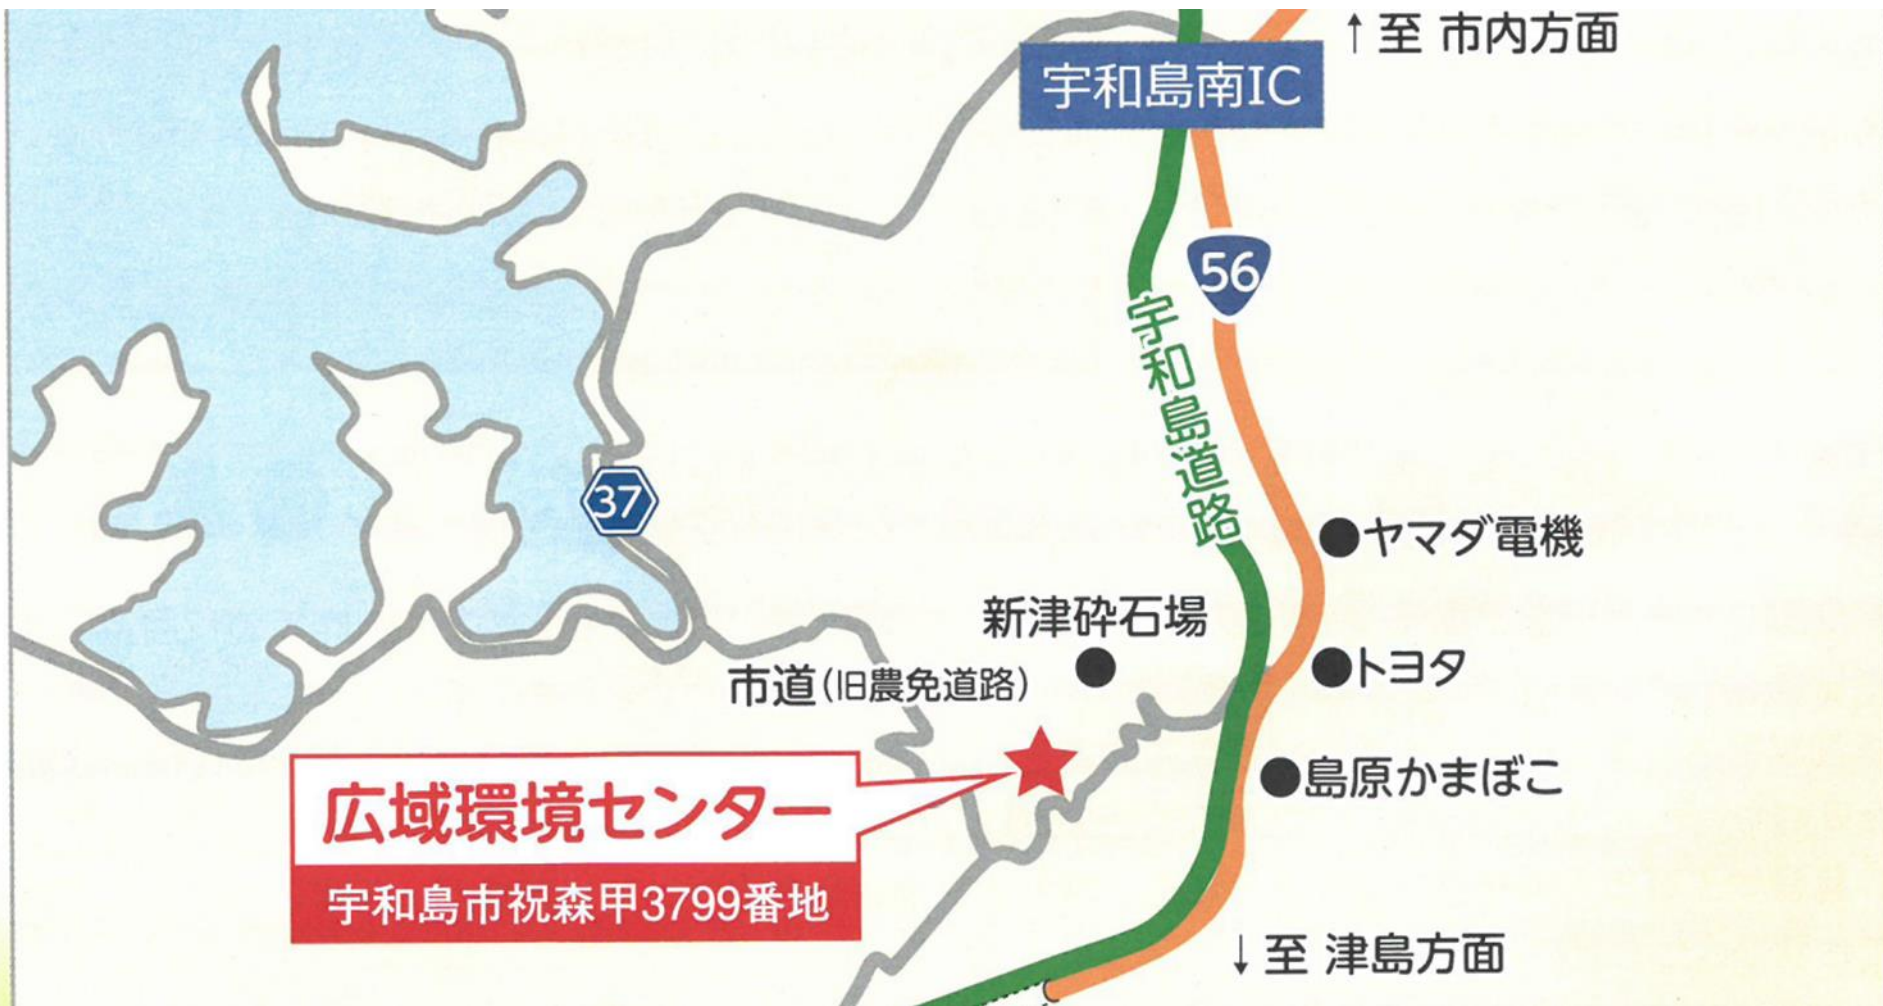 ↑至 市内方面
宇和島南IC
56
宇和島道路
37
●ヤマダ電機
新津砕石場
●トヨタ
市道(旧農免道路)
●島原かまぼこ
広域環境センター
宇和島市祝森甲3799番地
↓至 津島方面